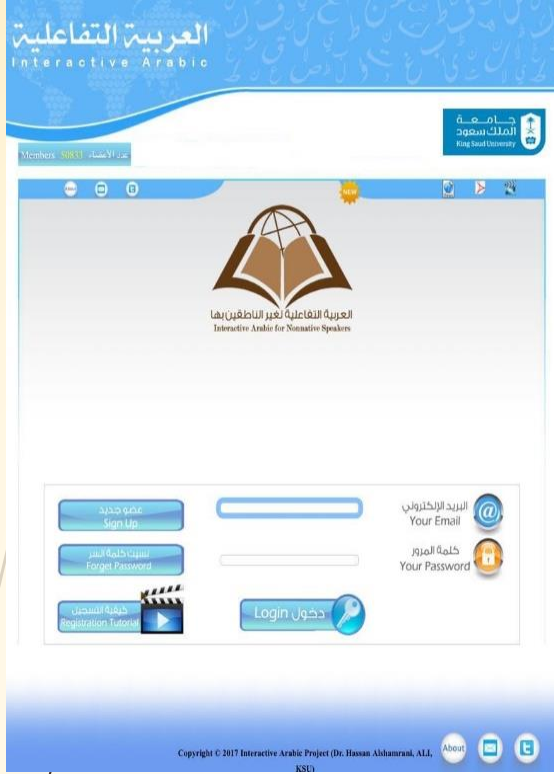 العربية التفاعلية
Interactive Arabic
جامعة
الملك سعود
King Saud University
Members 50833 عدد الأعضاء
About
NEW
العربية التفاعلية لغير الناطقين بها
Interactive Arabic for Nonnative Speakers
عضو جديد
Sign Up
البريد الإلكتروني
Your Email
نسيت كلمة السر
Forget Password
كلمة المرور
Your Password
كيفية التسجيل
Registration Tutorial
Login دخول
Copyright © 2017 Interactive Arabic Project (Dr. Hassan Alshamrani, ALI,
KSU)
About